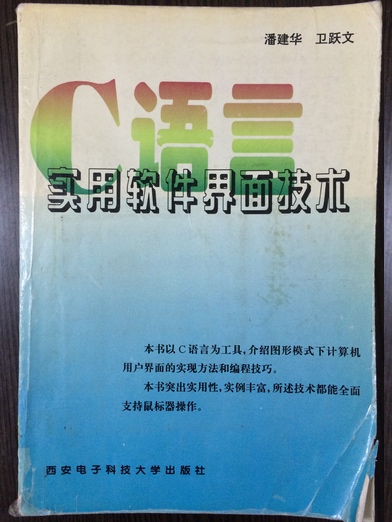 潘建华 卫跃文
C语言
实用软件界面技术
本书以C语言为工具,介绍图形模式下计算机
用户界面的实现方法和编程技巧。
本书突出实用性,实例丰富,所述技术都能全面
支持鼠标器操作。
西安电子科技大学出版社